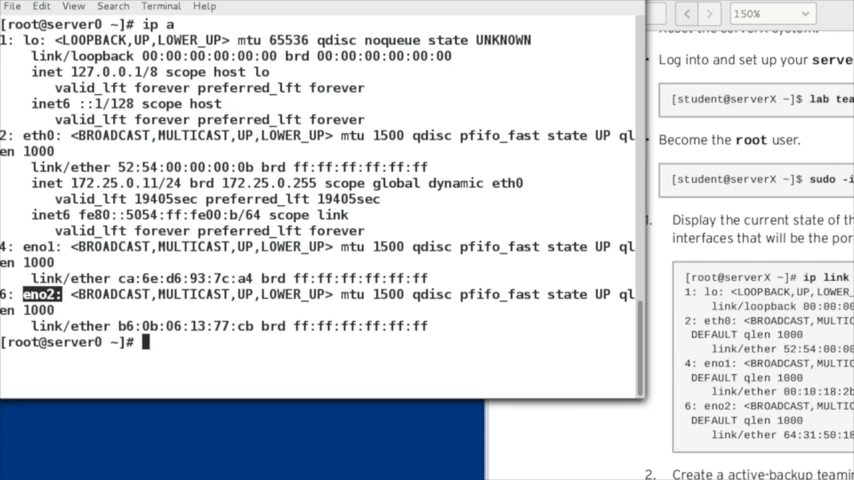 File Edit View Search Terminal Help
[root@server0 ~]# ip a
1: lo: <LOOPBACK,UP,LOWER_UP> mtu 65536 qdisc noqueue state UNKNOWN
link/loopback 00:00:00:00:00:00 brd 00:00:00:00:00:00
inet 127.0.0.1/8 scope host lo
valid_lft forever preferred_lft forever
inet6 ::1/128 scope host
valid_lft forever preferred_lft forever
2: eth0: <BROADCAST,MULTICAST,UP,LOWER_UP> mtu 1500 qdisc pfifo_fast state UP ql
en 1000
link/ether 52:54:00:00:00:0b brd ff:ff:ff:ff:ff:ff
inet 172.25.0.11/24 brd 172.25.0.255 scope global dynamic eth0
valid_lft 19405sec preferred_lft 19405sec
inet6 fe80::5054:ff:fe00:b/64 scope link
valid_lft forever preferred_lft forever
4: eno1: <BROADCAST,MULTICAST,UP,LOWER_UP> mtu 1500 qdisc pfifo_fast state UP ql
en 1000
link/ether ca:6e:d6:93:7c:a4 brd ff:ff:ff:ff:ff:ff
6: eno2: <BROADCAST,MULTICAST,UP,LOWER_UP> mtu 1500 qdisc pfifo_fast state UP ql
en 1000
link/ether b6:0b:06:13:77:cb brd ff:ff:ff:ff:ff:ff
[root@server0 ~]#
150%
• Log into and set up your serve
[student@serverX ~]$ lab tea
• Become the root user.
[student@serverX ~]$ sudo -i
1. Display the current state of th
interfaces that will be the por
[root@serverX ~]# ip link
1: lo: <LOOPBACK,UP,LOWER_
link/loopback 00:00:00
2: eth0: <BROADCAST,MULTIC
DEFAULT qlen 1000
link/ether 52:54:00:00
4: eno1: <BROADCAST,MULTIC
DEFAULT qlen 1000
link/ether 00:10:18:2b
6: eno2: <BROADCAST,MULTIC
DEFAULT qlen 1000
link/ether 64:31:50:18
2. Create a active-backup teamin